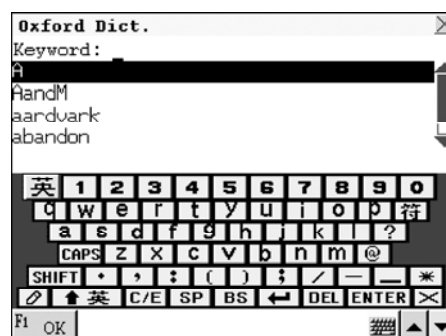 Oxford Dict.
Keyword:
A
AandM
aardvark
abandon
英 1 2 3 4 5 6 7 8 9 0
q w e r t y u i o p 符
a s d f g h j k l ?
CAPS z x c v b n m @
SHIFT • , : ( ) ; / — _ *
英 C/E SP BS DEL ENTER
F1 OK